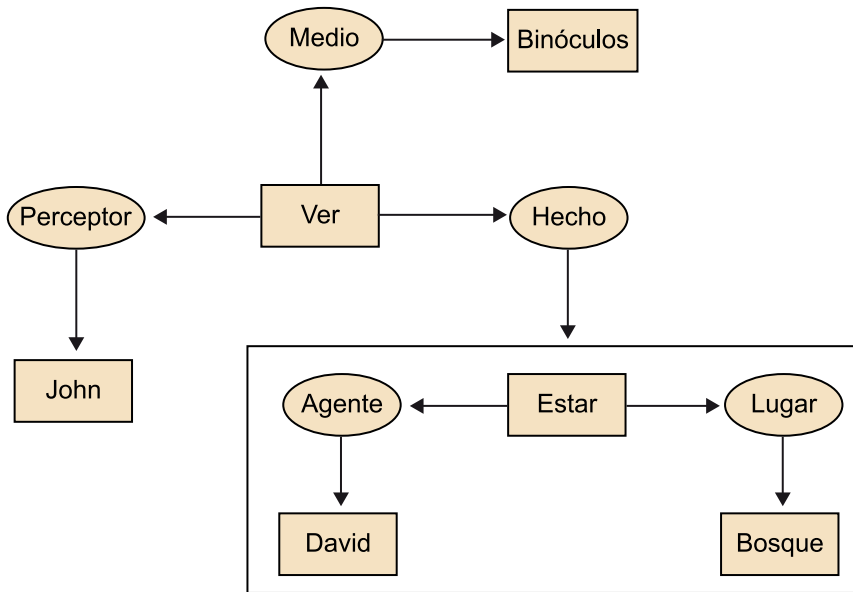 Medio
Binóculos
Perceptor
Ver
Hecho
John
Agente
Estar
Lugar
David
Bosque